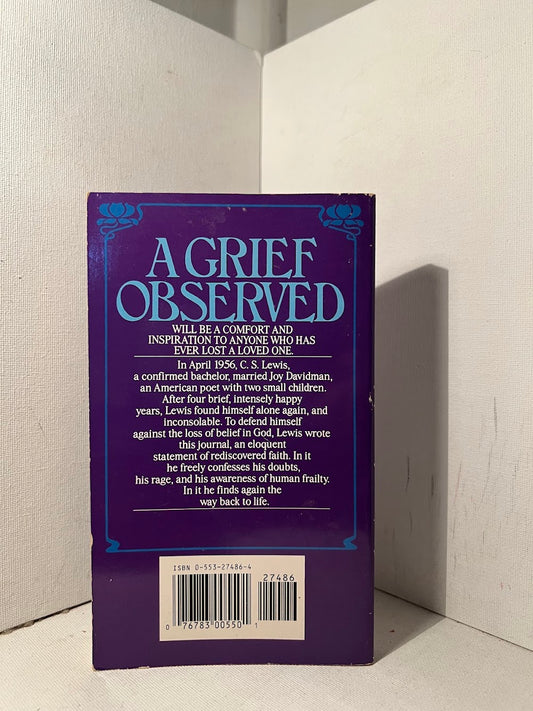 A GRIEF
OBSERVED
WILL BE A COMFORT AND
INSPIRATION TO ANYONE WHO HAS
EVER LOST A LOVED ONE.
In April 1956, C. S. Lewis,
a confirmed bachelor, married Joy Davidman,
an American poet with two small children.
After four brief, intensely happy
years, Lewis found himself alone again, and
inconsolable. To defend himself
against the loss of belief in God, Lewis wrote
this journal, an eloquent
statement of rediscovered faith. In it
he freely confesses his doubts,
his rage, and his awareness of human frailty.
In it he finds again the
way back to life.
ISBN 0-553-27486-4
27486
0 76783 00550 1